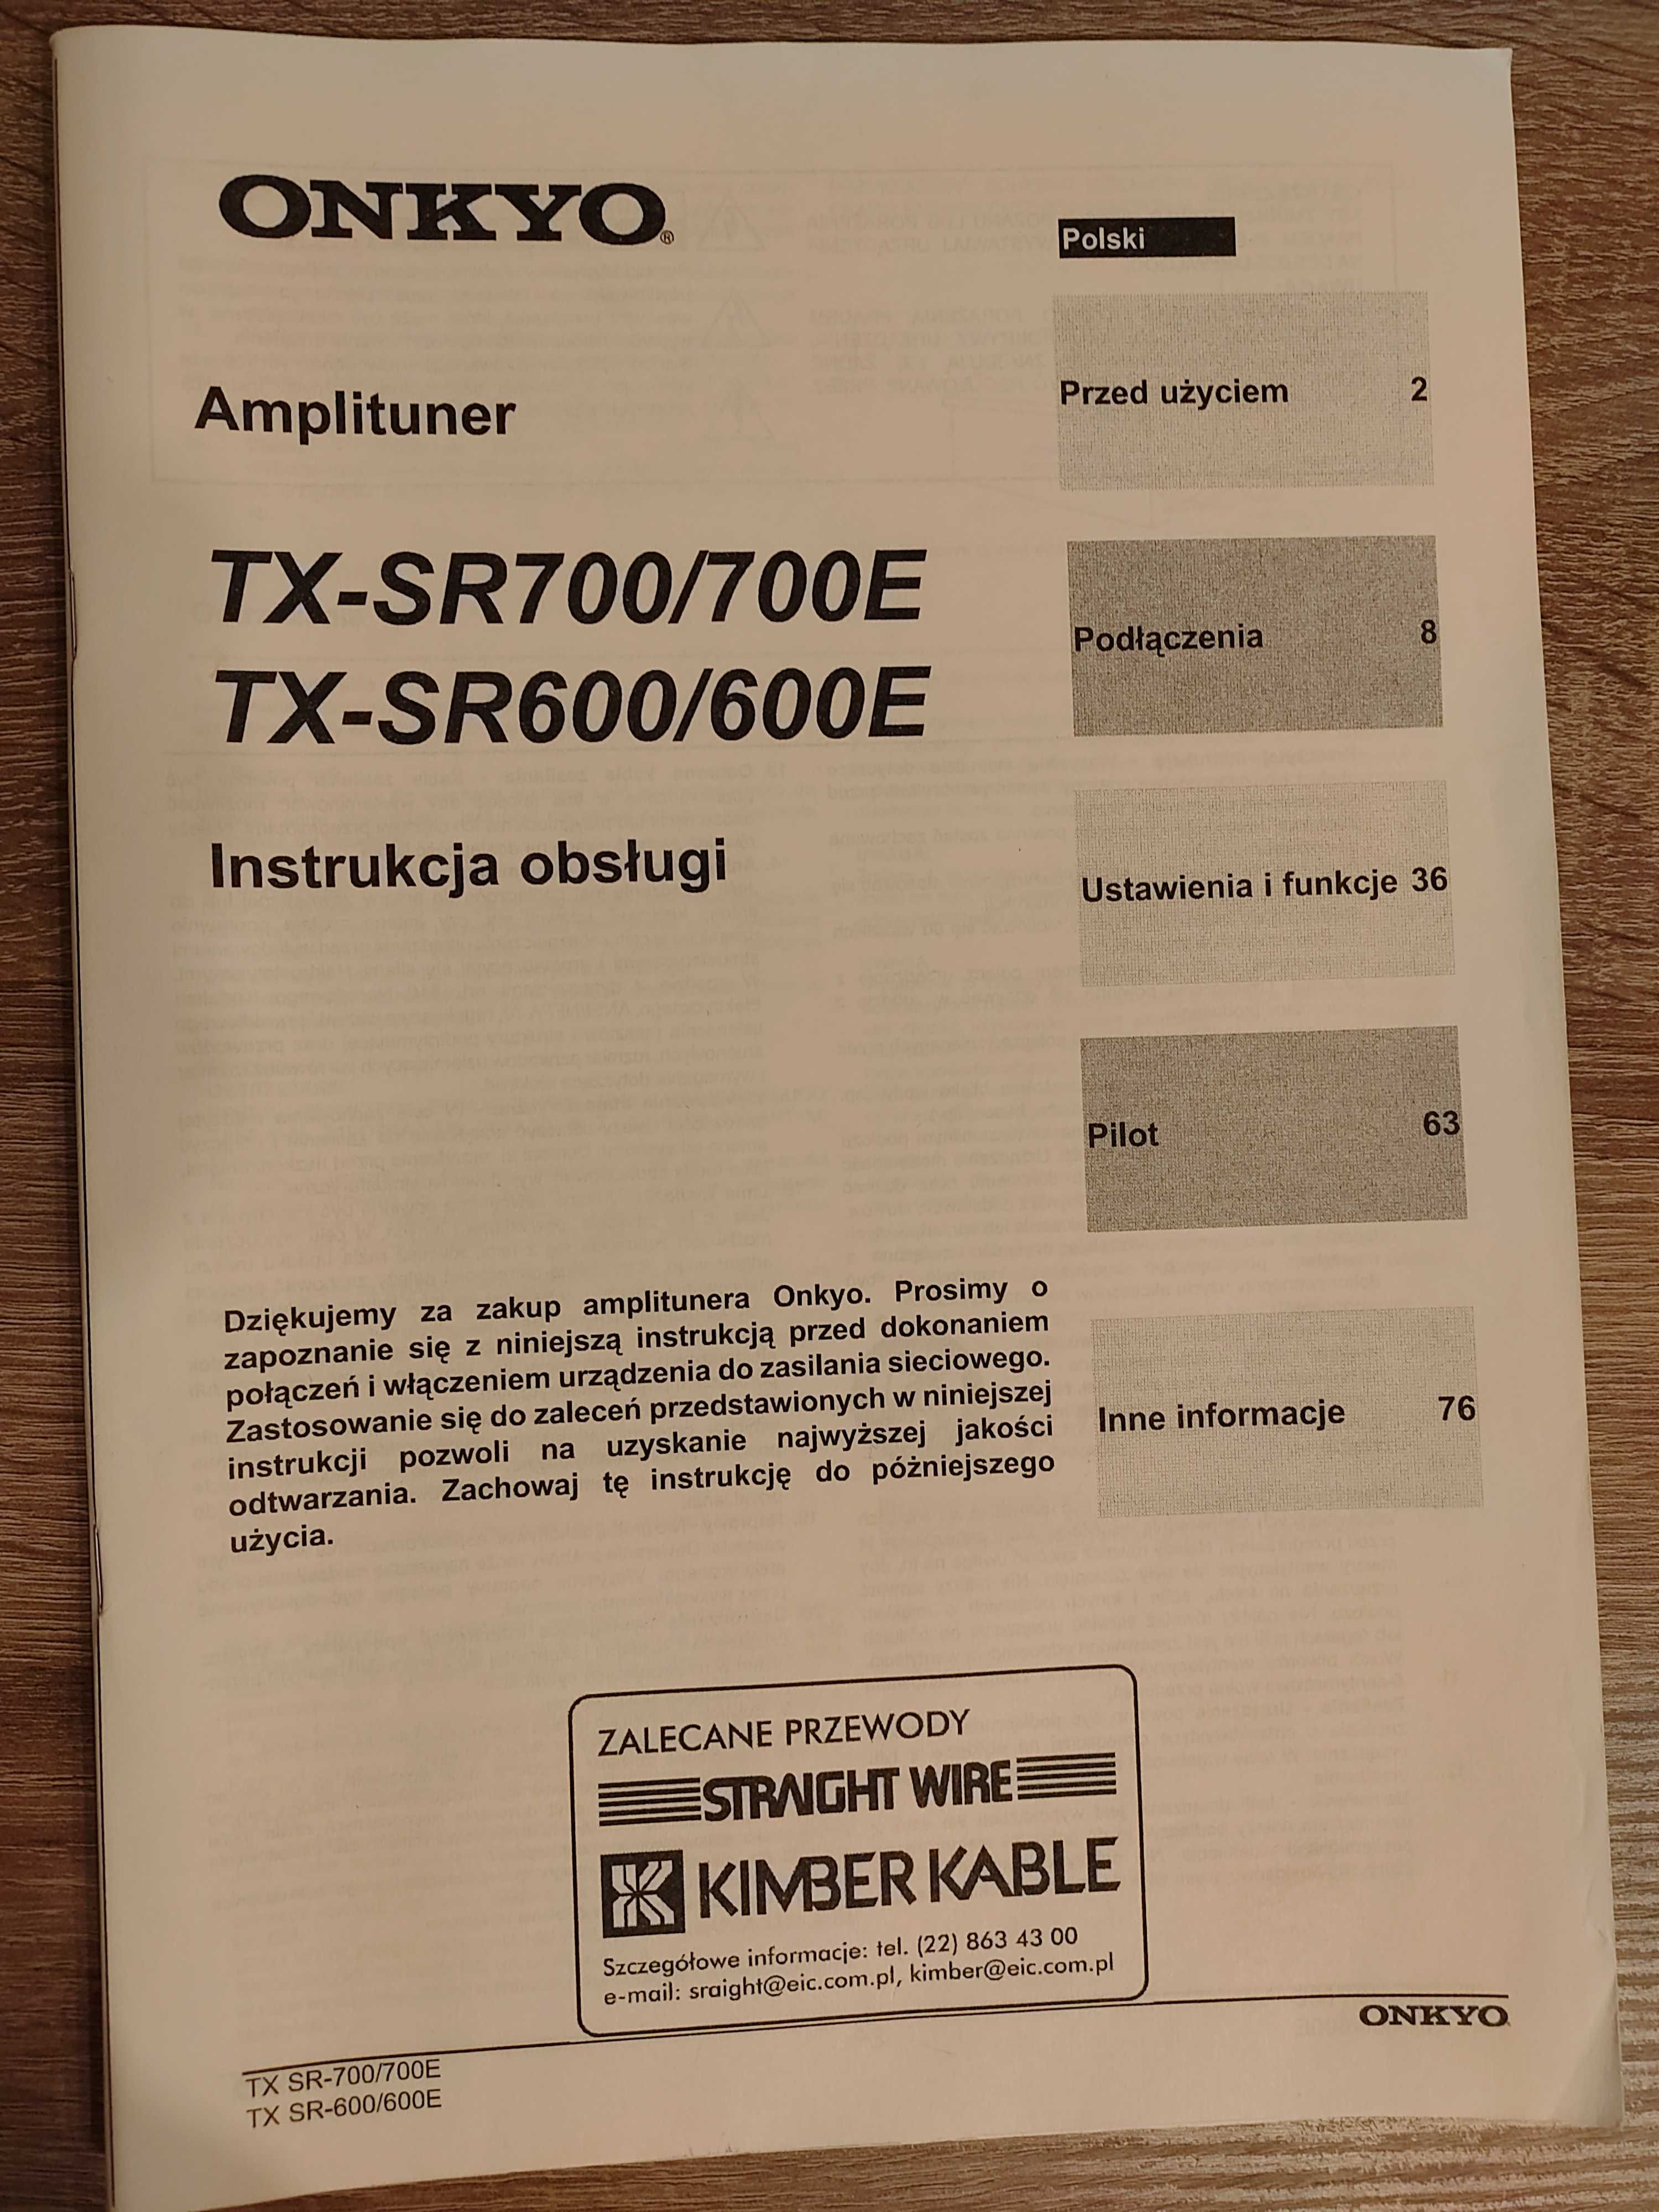 ONKYO®
Polski
Przed użyciem 2
Amplituner
TX-SR700/700E
TX-SR600/600E
Podłączenia 8
Instrukcja obsługi
Ustawienia i funkcje 36
Pilot 63
Dziękujemy za zakup amplitunera Onkyo. Prosimy o
zapoznanie się z niniejszą instrukcją przed dokonaniem
połączeń i włączeniem urządzenia do zasilania sieciowego.
Zastosowanie się do zaleceń przedstawionych w niniejszej
instrukcji pozwoli na uzyskanie najwyższej jakości
odtwarzania. Zachowaj tę instrukcję do póżniejszego
użycia.
Inne informacje 76
ZALECANE PRZEWODY
STRAIGHT WIRE
KIMBER KABLE
Szczegółowe informacje: tel. (22) 863 43 00
e-mail: sraight@eic.com.pl, kimber@eic.com.pl
ONKYO
TX SR-700/700E
TX SR-600/600E